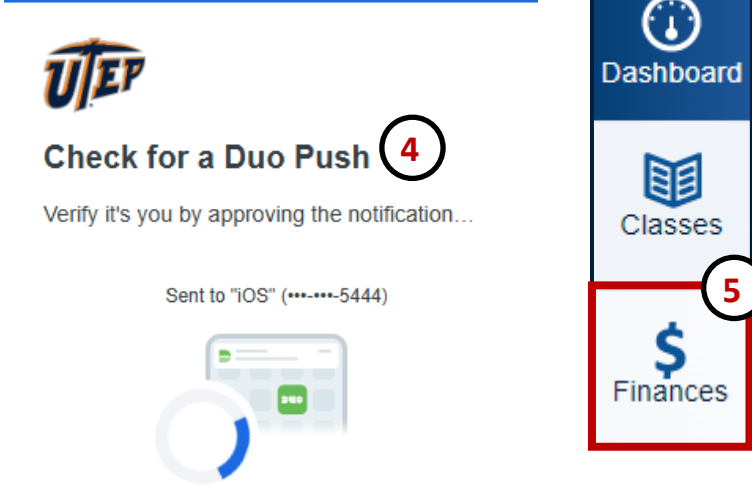 UTEP
Check for a Duo Push
4
Verify it's you by approving the notification...
Sent to "iOS" (•••-•••-5444)
DUO
Dashboard
Classes
5
$
Finances